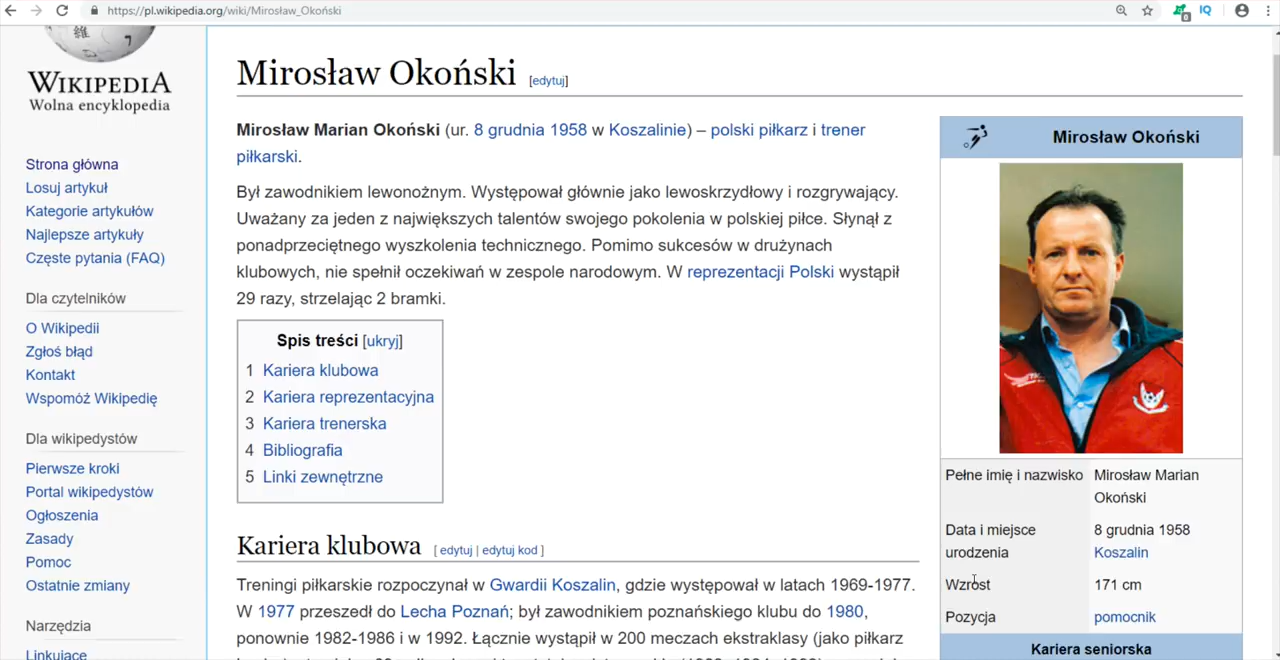 https://pl.wikipedia.org/wiki/Mirosław_Okoński
0
IQ
WIKIPEDIA
Wolna encyklopedia
Strona główna
Losuj artykuł
Kategorie artykułów
Najlepsze artykuły
Częste pytania (FAQ)
Dla czytelników
O Wikipedii
Zgłoś błąd
Kontakt
Wspomóż Wikipedię
Dla wikipedystów
Pierwsze kroki
Portal wikipedystów
Ogłoszenia
Zasady
Pomoc
Ostatnie zmiany
Narzędzia
Linkujące
Mirosław Okoński [edytuj]
Mirosław Marian Okoński (ur. 8 grudnia 1958 w Koszalinie) – polski piłkarz i trener
piłkarski.
Był zawodnikiem lewonożnym. Występował głównie jako lewoskrzydłowy i rozgrywający.
Uważany za jeden z największych talentów swojego pokolenia w polskiej piłce. Słynął z
ponadprzeciętnego wyszkolenia technicznego. Pomimo sukcesów w drużynach
klubowych, nie spełnił oczekiwań w zespole narodowym. W reprezentacji Polski wystąpił
29 razy, strzelając 2 bramki.
Spis treści [ukryj]
1 Kariera klubowa
2 Kariera reprezentacyjna
3 Kariera trenerska
4 Bibliografia
5 Linki zewnętrzne
Kariera klubowa [ edytuj | edytuj kod ]
Treningi piłkarskie rozpoczynał w Gwardii Koszalin, gdzie występował w latach 1969-1977.
W 1977 przeszedł do Lecha Poznań; był zawodnikiem poznańskiego klubu do 1980,
ponownie 1982-1986 i w 1992. Łącznie wystąpił w 200 meczach ekstraklasy (jako piłkarz
Mirosław Okoński
Pełne imię i nazwisko Mirosław Marian
Okoński
Data i miejsce 8 grudnia 1958
urodzenia Koszalin
Wzrost 171 cm
Pozycja pomocnik
Kariera seniorska